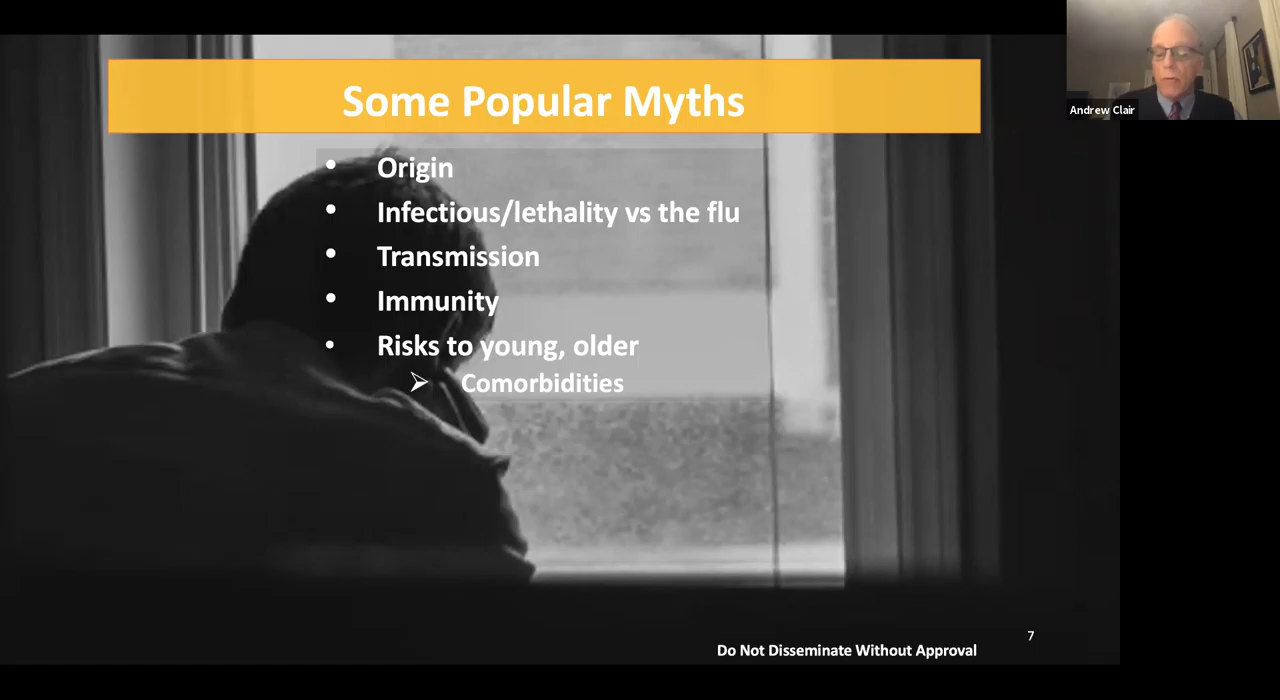 Some Popular Myths
Andrew Clair
• Origin
• Infectious/lethality vs the flu
• Transmission
• Immunity
• Risks to young, older
➢ Comorbidities
7
Do Not Disseminate Without Approval